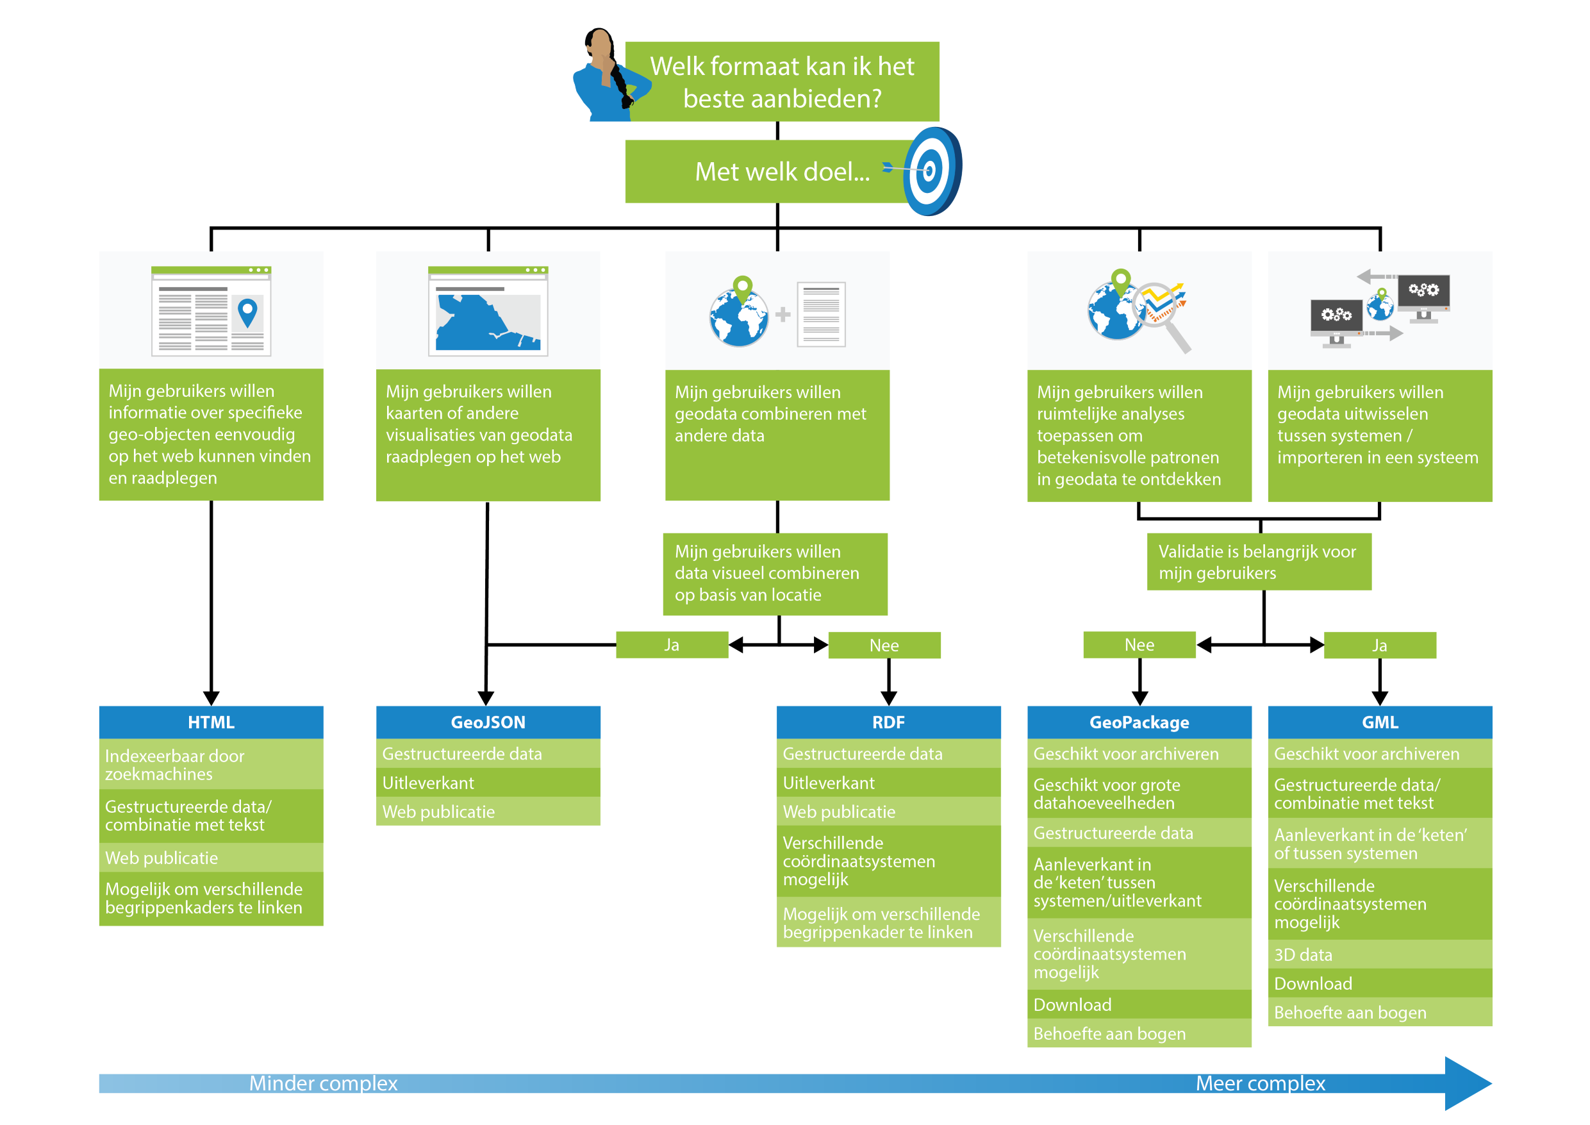 Welk formaat kan ik het
beste aanbieden?
Met welk doel...
Mijn gebruikers willen
informatie over specifieke
geo-objecten eenvoudig
op het web kunnen vinden
en raadplegen
Mijn gebruikers willen
kaarten of andere
visualisaties van geodata
raadplegen op het web
Mijn gebruikers willen
geodata combineren met
andere data
Mijn gebruikers willen
ruimtelijke analyses
toepassen om
betekenisvolle patronen
in geodata te ontdekken
Mijn gebruikers willen
geodata uitwisselen
tussen systemen /
importeren in een systeem
Mijn gebruikers willen
data visueel combineren
op basis van locatie
Validatie is belangrijk voor
mijn gebruikers
Ja
Nee
Nee
Ja
HTML
Indexeerbaar door
zoekmachines
Gestructureerde data/
combinatie met tekst
Web publicatie
Mogelijk om verschillende
begrippenkaders te linken
GeoJSON
Gestructureerde data
Uitleverkant
Web publicatie
RDF
Gestructureerde data
Uitleverkant
Web publicatie
Verschillende
coördinaatsystemen
mogelijk
Mogelijk om verschillende
begrippenkader te linken
GeoPackage
Geschikt voor archiveren
Geschikt voor grote
datahoeveelheden
Gestructureerde data
Aanleverkant in
de ‘keten’ tussen
systemen/uitleverkant
Verschillende
coördinaatsystemen
mogelijk
Download
Behoefte aan bogen
GML
Geschikt voor archiveren
Gestructureerde data/
combinatie met tekst
Aanleverkant in de ‘keten’
of tussen systemen
Verschillende
coördinaatsystemen
mogelijk
3D data
Download
Behoefte aan bogen
Minder complex
Meer complex